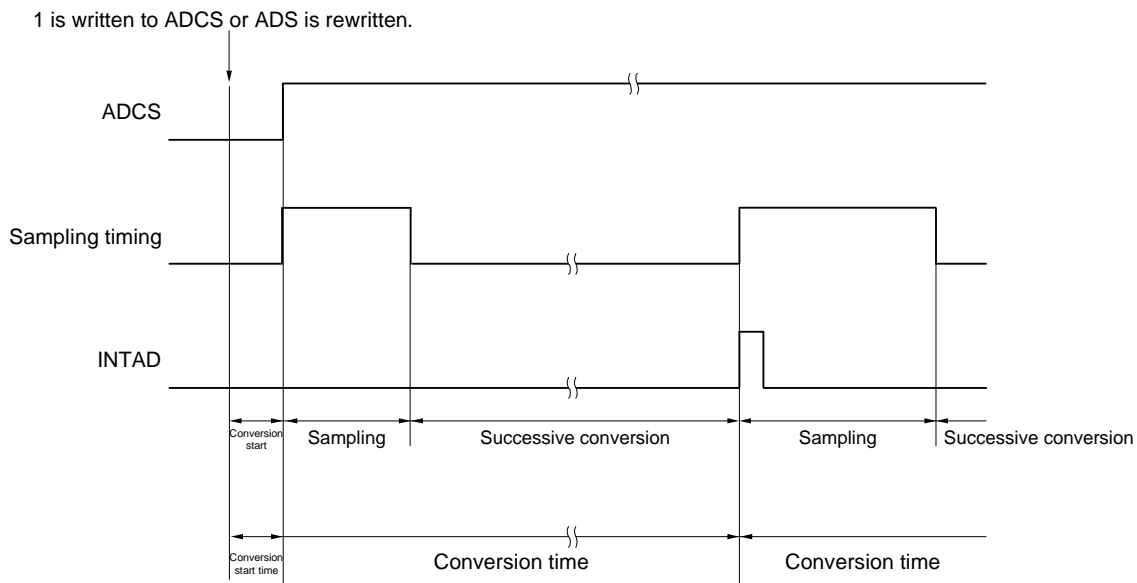 1 is written to ADCS or ADS is rewritten.
ADCS
Sampling timing
INTAD
Conversion
start
Sampling
Successive conversion
Sampling
Successive conversion
Conversion
start time
Conversion time
Conversion time